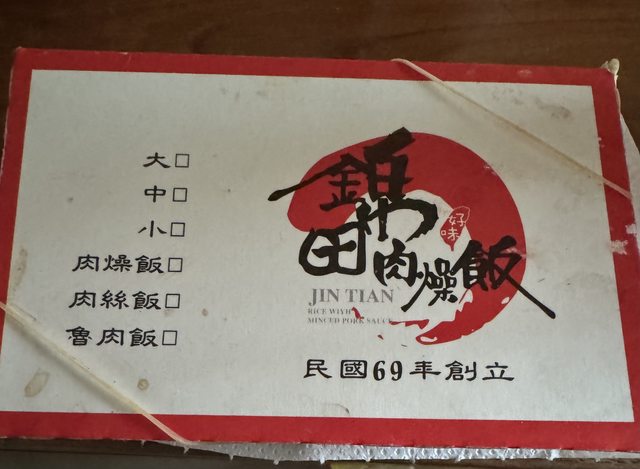 大□
中□
小□
肉燥飯□
肉絲飯□
魯肉飯□
錦田肉燥飯
好味
JIN TIAN
RICE WIYH
MINCED PORK SAUCE
民國69年創立